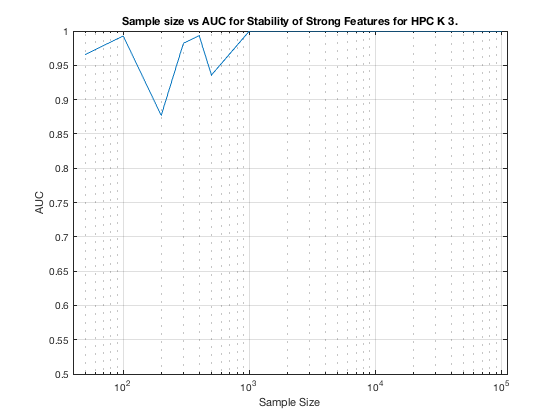 Sample size vs AUC for Stability of Strong Features for HPC K 3.
1
0.95
0.9
0.85
0.8
0.75
0.7
0.65
0.6
0.55
0.5
AUC
10^2 10^3 10^4 10^5
Sample Size